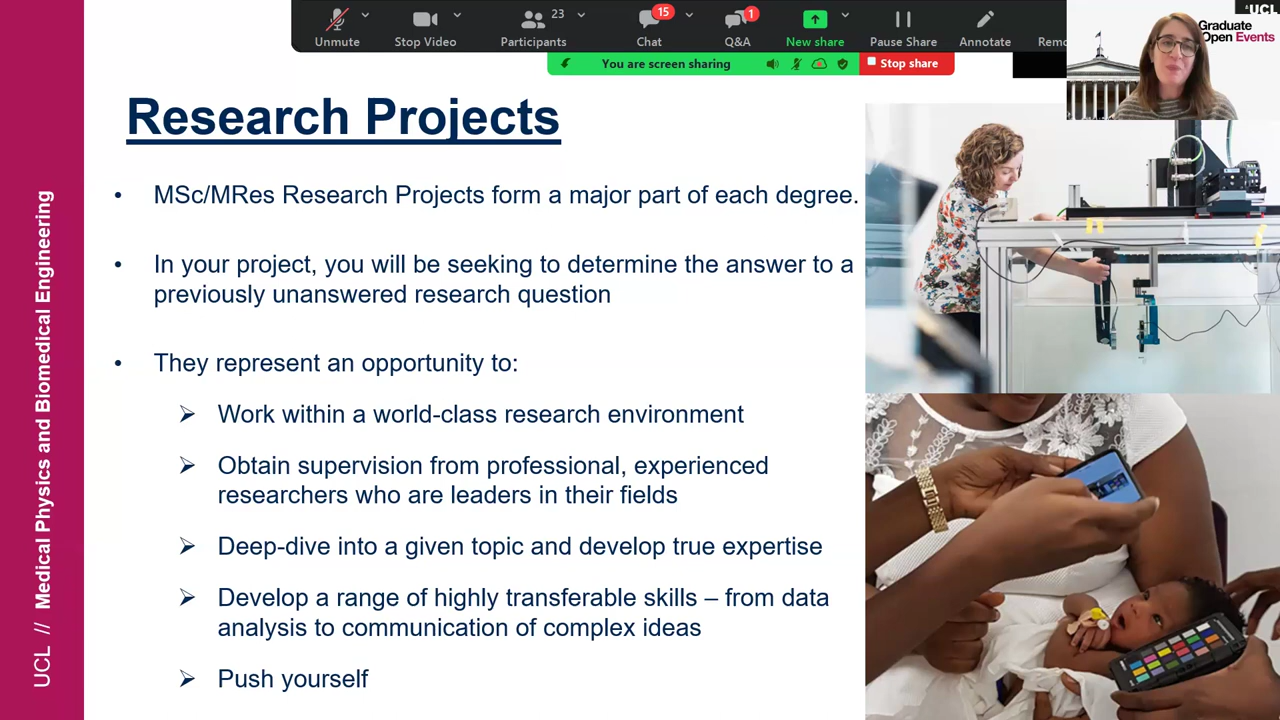 23
15
1
Unmute
Stop Video
Participants
Chat
Q&A
New share
Pause Share
Annotate
You are screen sharing
Stop share
UCL
Graduate
Open Events
Research Projects
• MSc/MRes Research Projects form a major part of each degree.
• In your project, you will be seeking to determine the answer to a
previously unanswered research question
• They represent an opportunity to:
➢ Work within a world-class research environment
➢ Obtain supervision from professional, experienced
researchers who are leaders in their fields
➢ Deep-dive into a given topic and develop true expertise
➢ Develop a range of highly transferable skills – from data
analysis to communication of complex ideas
➢ Push yourself
UCL // Medical Physics and Biomedical Engineering